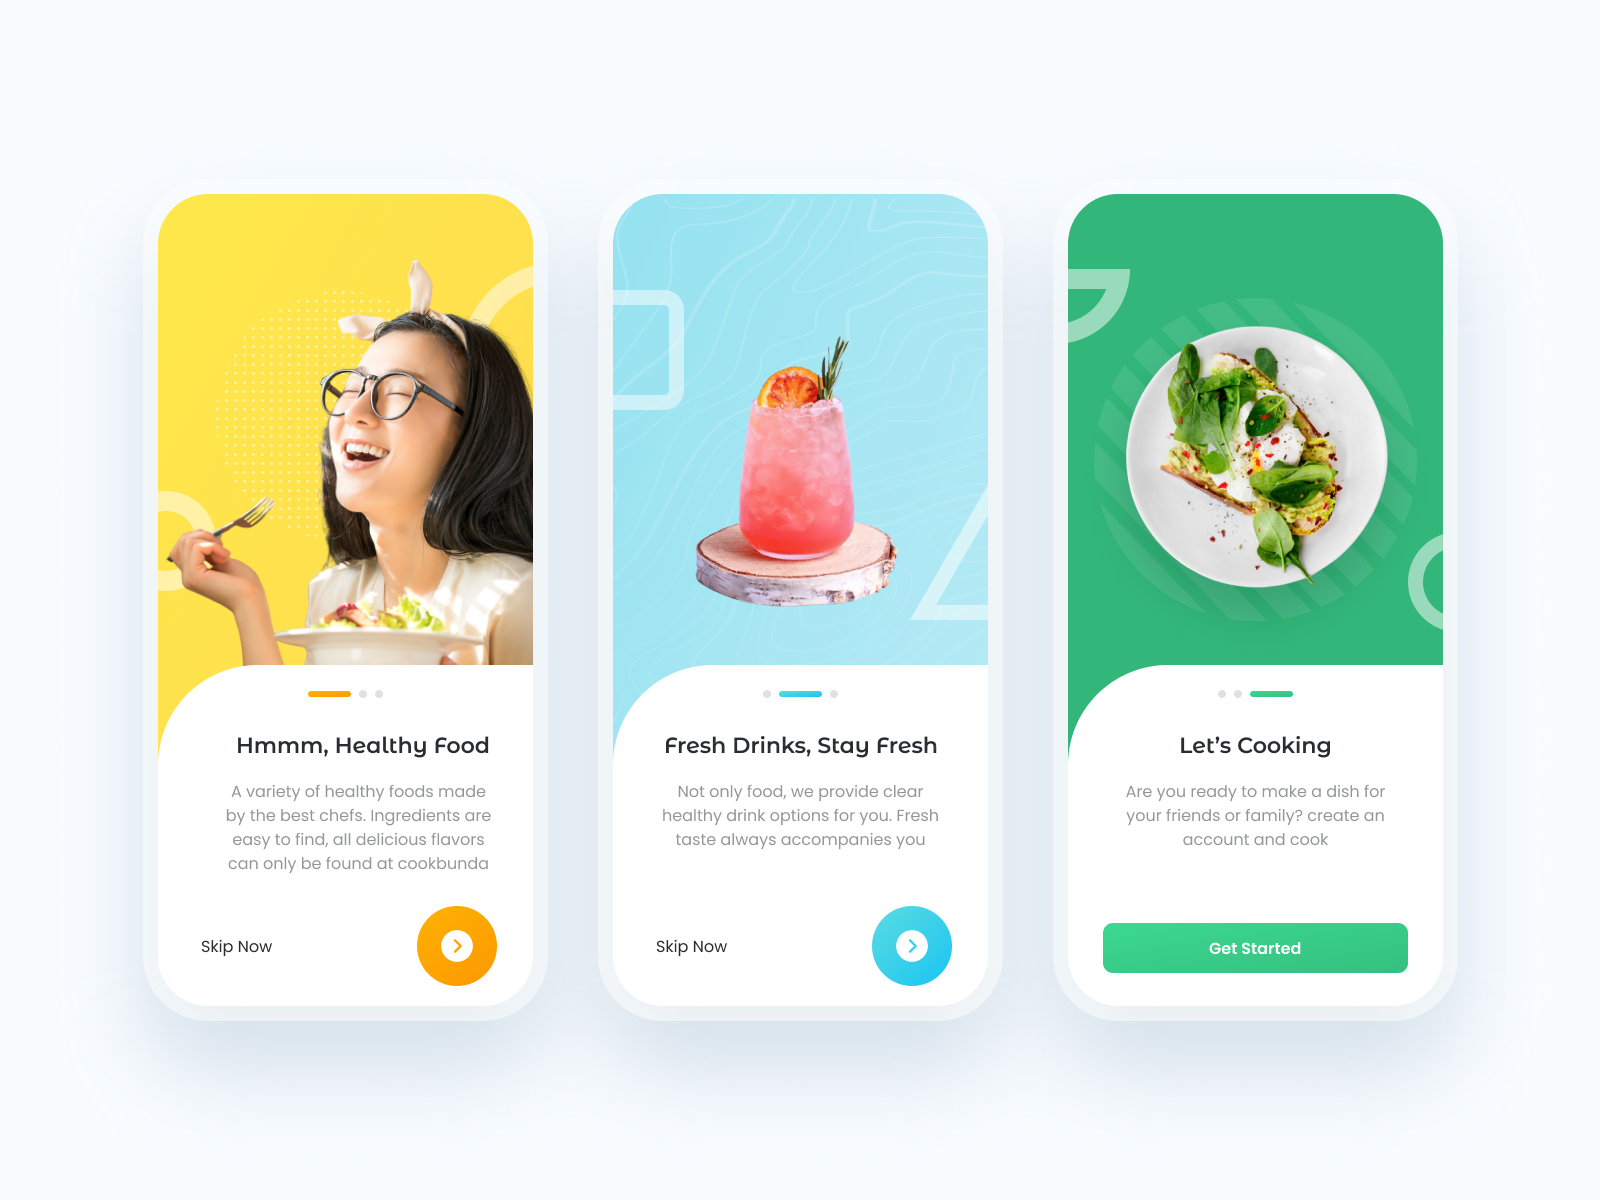 Hmmm, Healthy Food
A variety of healthy foods made
by the best chefs. Ingredients are
easy to find, all delicious flavors
can only be found at cookbunda
Skip Now
Fresh Drinks, Stay Fresh
Not only food, we provide clear
healthy drink options for you. Fresh
taste always accompanies you
Skip Now
Let’s Cooking
Are you ready to make a dish for
your friends or family? create an
account and cook
Get Started